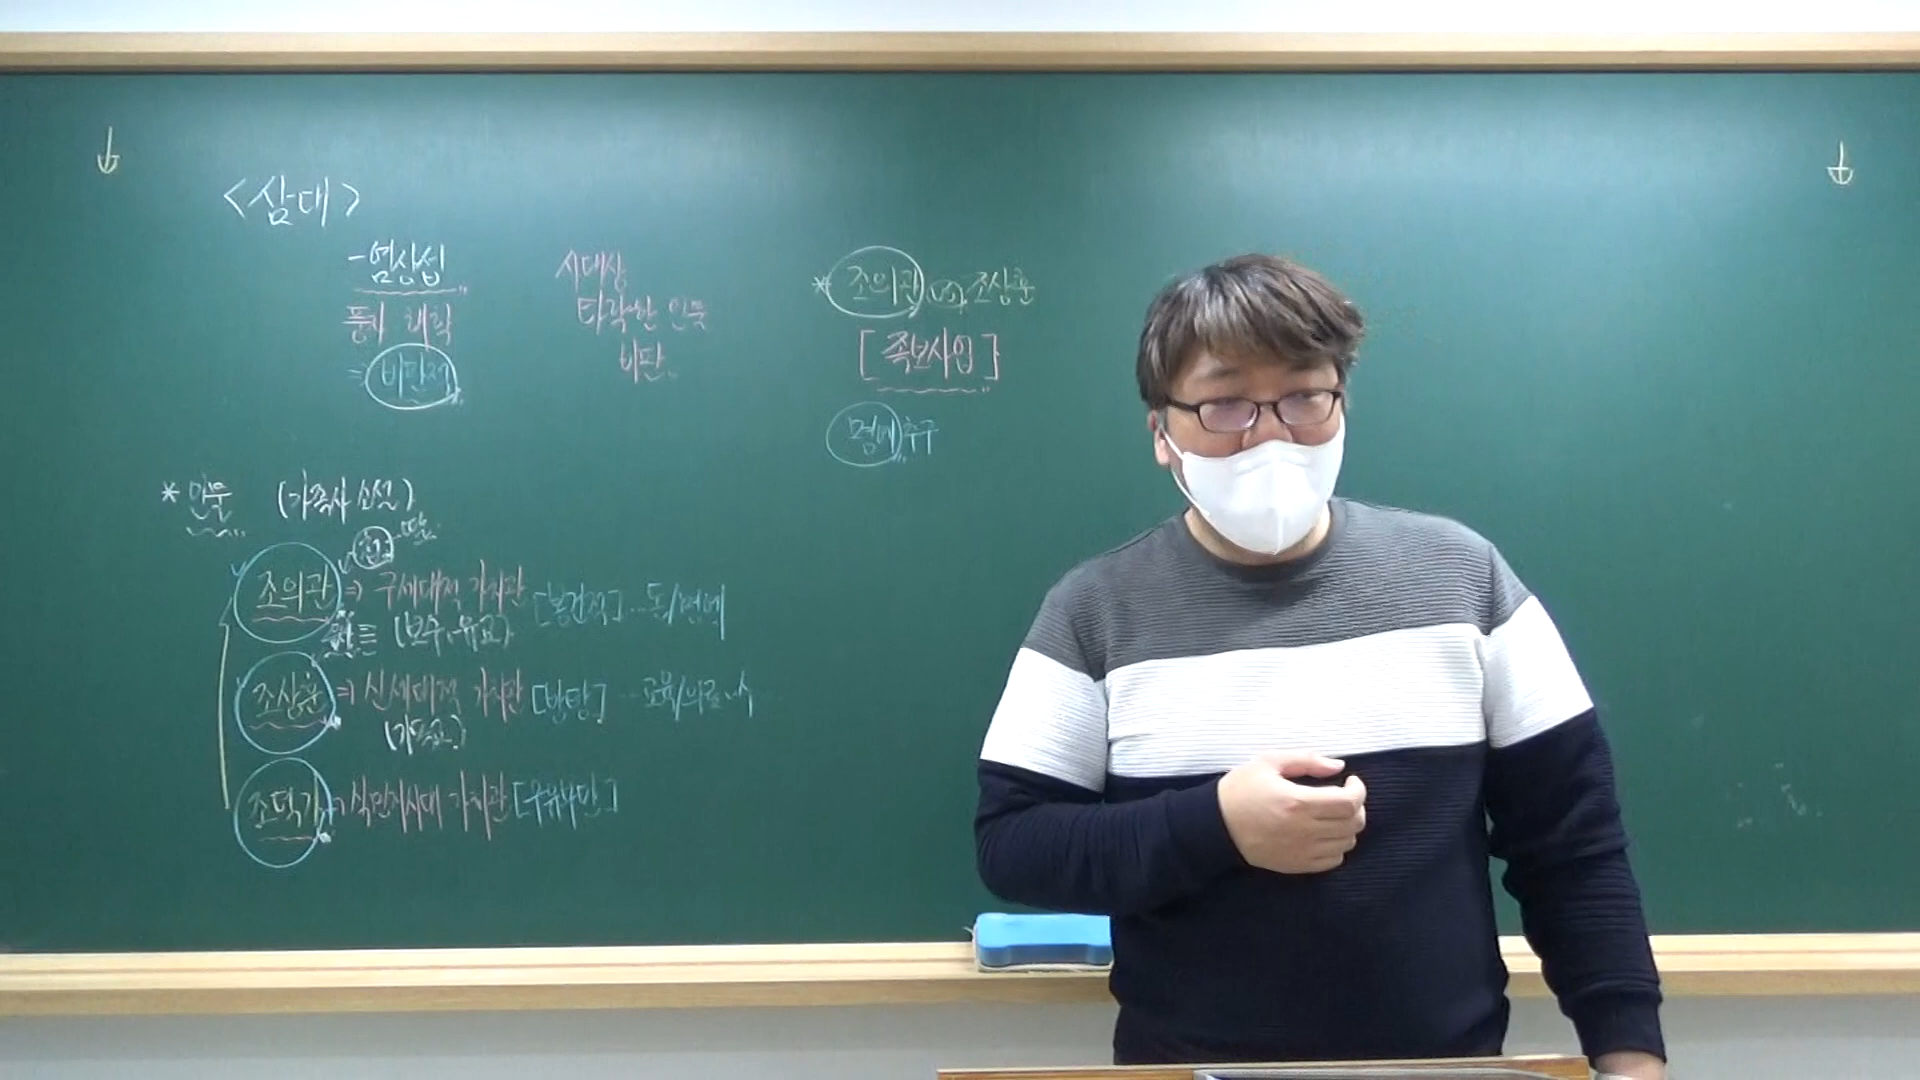 <삼대>
- 염상섭
풍자 해학
= 비판적
시대상
타락한 인물
비판
* 조의관 vs 조상훈
[족보사업]
명예 추구
* 인물 (가족사 소설)
딸
조의관 => 구세대적 가치관 [봉건적] ... 돈/명예
(보수, 유교)
조상훈 => 신세대적 가치관 [방탕] ... 교육/의료
(기독교)
조덕기 => 식민지시대 가치관 [우유부단]